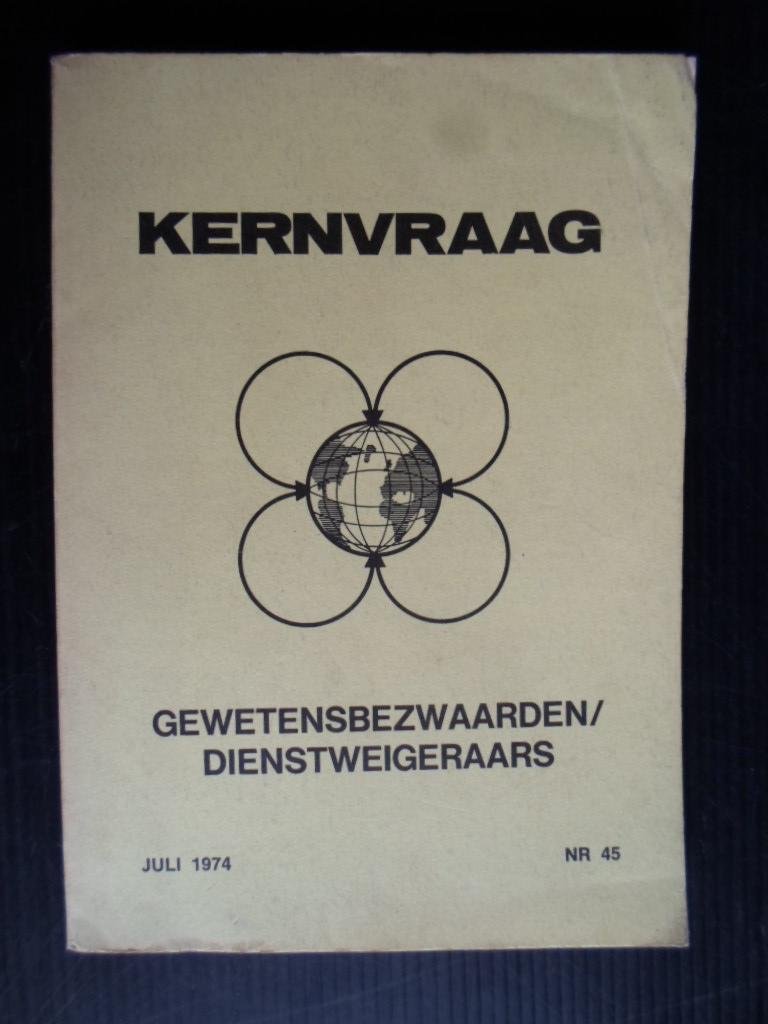 KERNVRAAG
GEWETENSBEZWAARDEN/
DIENSTWEIGERAARS
JULI 1974
NR 45